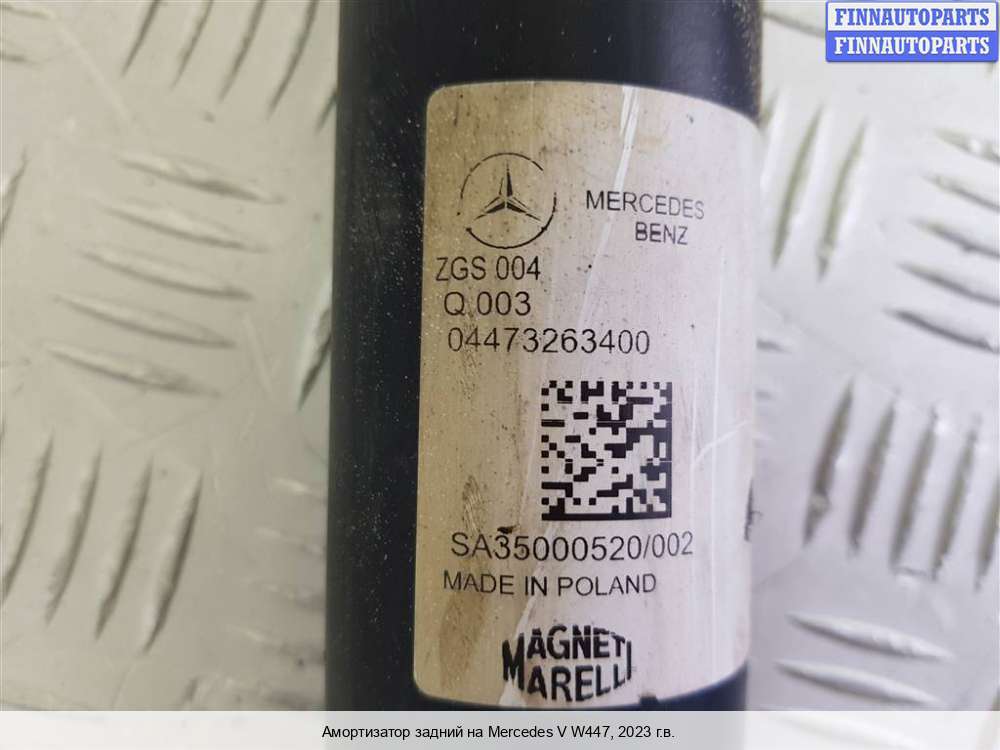 FINNAUTOPARTS
FINNAUTOPARTS
MERCEDES
BENZ
ZGS 004
Q 003
04473263400
SA35000520/002
MADE IN POLAND
MAGNETI
MARELLI
Амортизатор задний на Mercedes V W447, 2023 г.в.